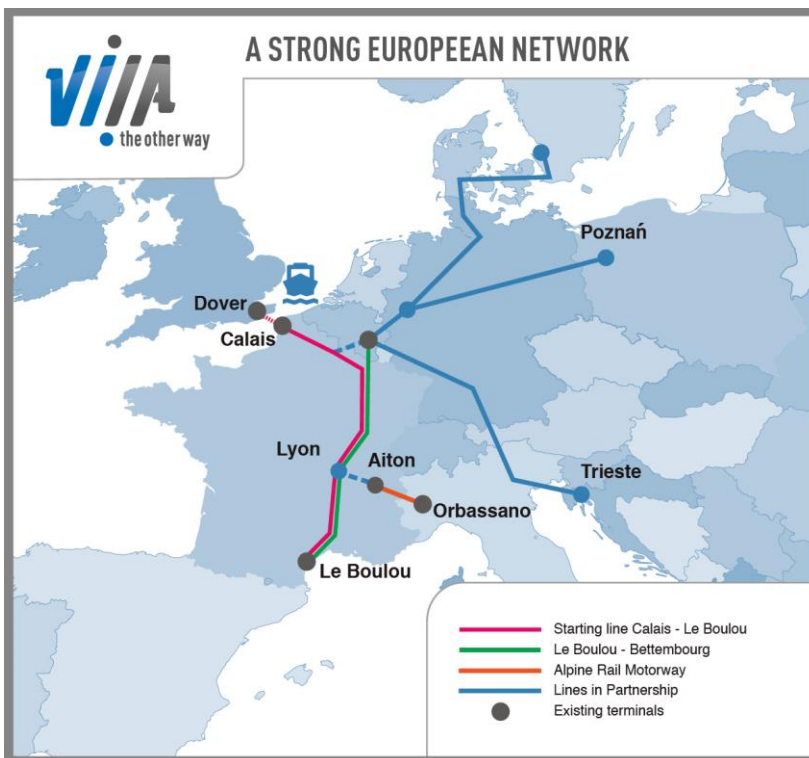 VIIA
the other way
A STRONG EUROPEEAN NETWORK
Poznań
Dover
Calais
Lyon
Aiton
Orbassano
Trieste
Le Boulou
Starting line Calais - Le Boulou
Le Boulou - Bettembourg
Alpine Rail Motorway
Lines in Partnership
Existing terminals